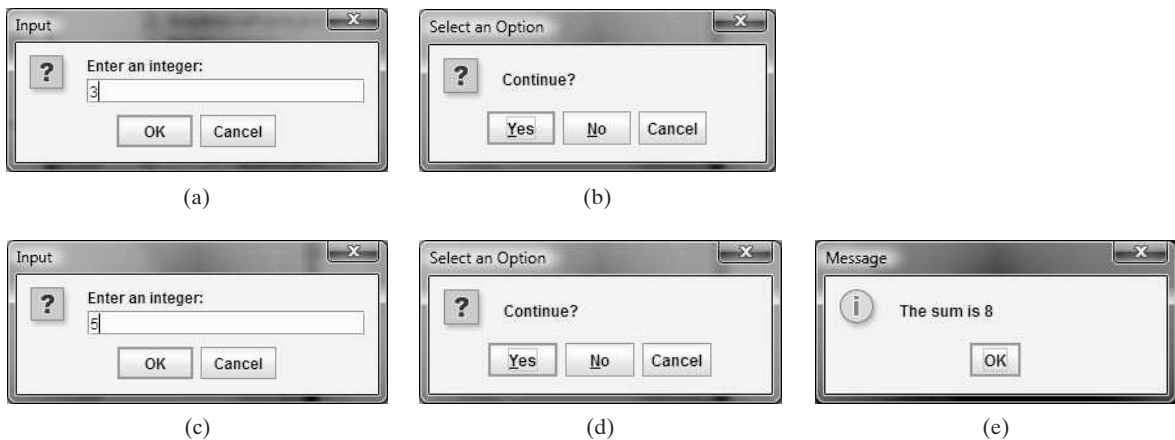 Input
X
?
Enter an integer:
3
OK Cancel
(a)
Select an Option
X
?
Continue?
Yes No Cancel
(b)
Input
X
?
Enter an integer:
5
OK Cancel
(c)
Select an Option
X
?
Continue?
Yes No Cancel
(d)
Message
X
i
The sum is 8
OK
(e)